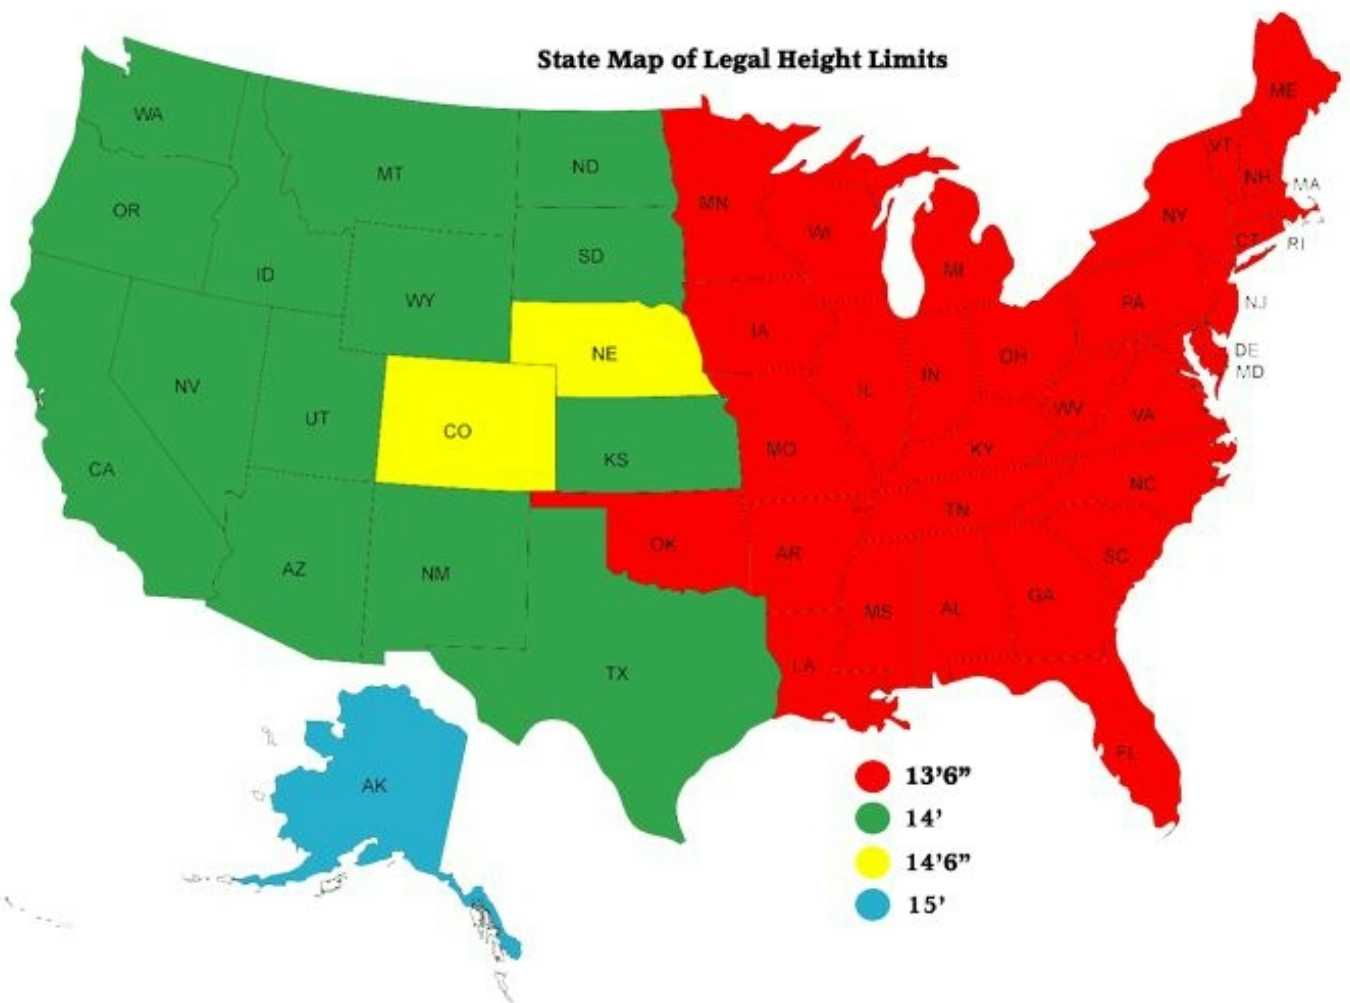 State Map of Legal Height Limits
ME
WA
VT
MT
ND
NH
MA
MN
OR
NY
WI
CT
RI
SD
ID
MI
WY
PA
NJ
IA
NE
OH
DE
MD
NV
IN
IL
UT
WV
VA
CO
MO
KY
KS
CA
NC
TN
OK
AR
SC
AZ
NM
GA
MS
AL
LA
TX
FL
AK
13'6"
14'
14'6"
15'